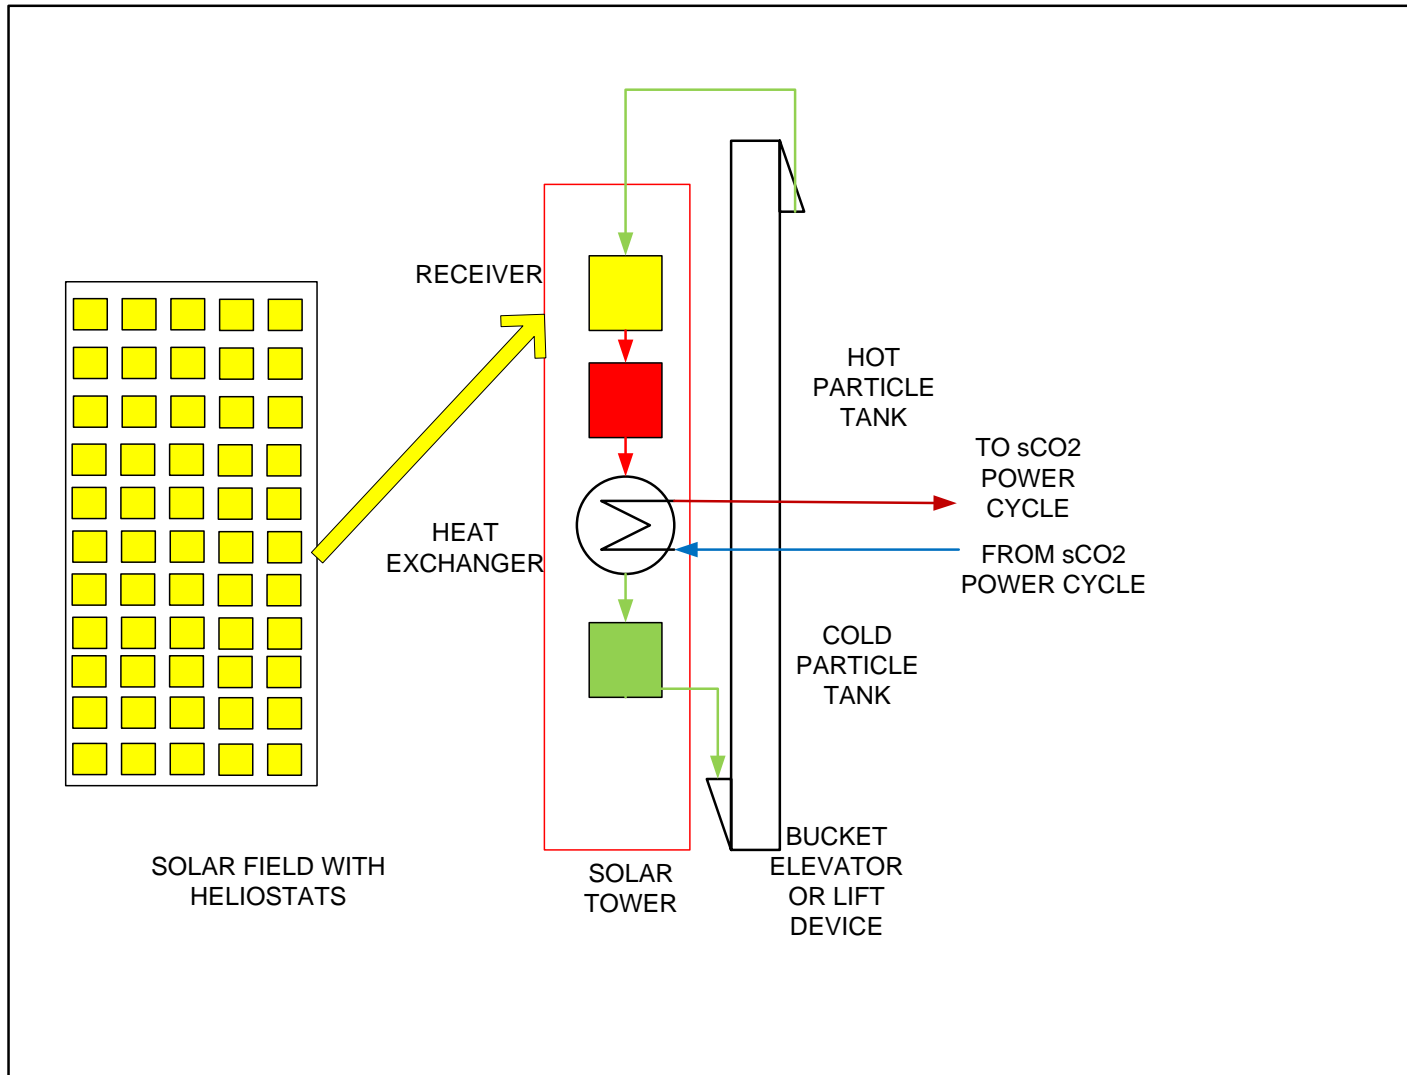 RECEIVER
HOT
PARTICLE
TANK
TO sCO2
POWER
CYCLE
HEAT
EXCHANGER
FROM sCO2
POWER CYCLE
COLD
PARTICLE
TANK
BUCKET
ELEVATOR
OR LIFT
DEVICE
SOLAR FIELD WITH
HELIOSTATS
SOLAR
TOWER